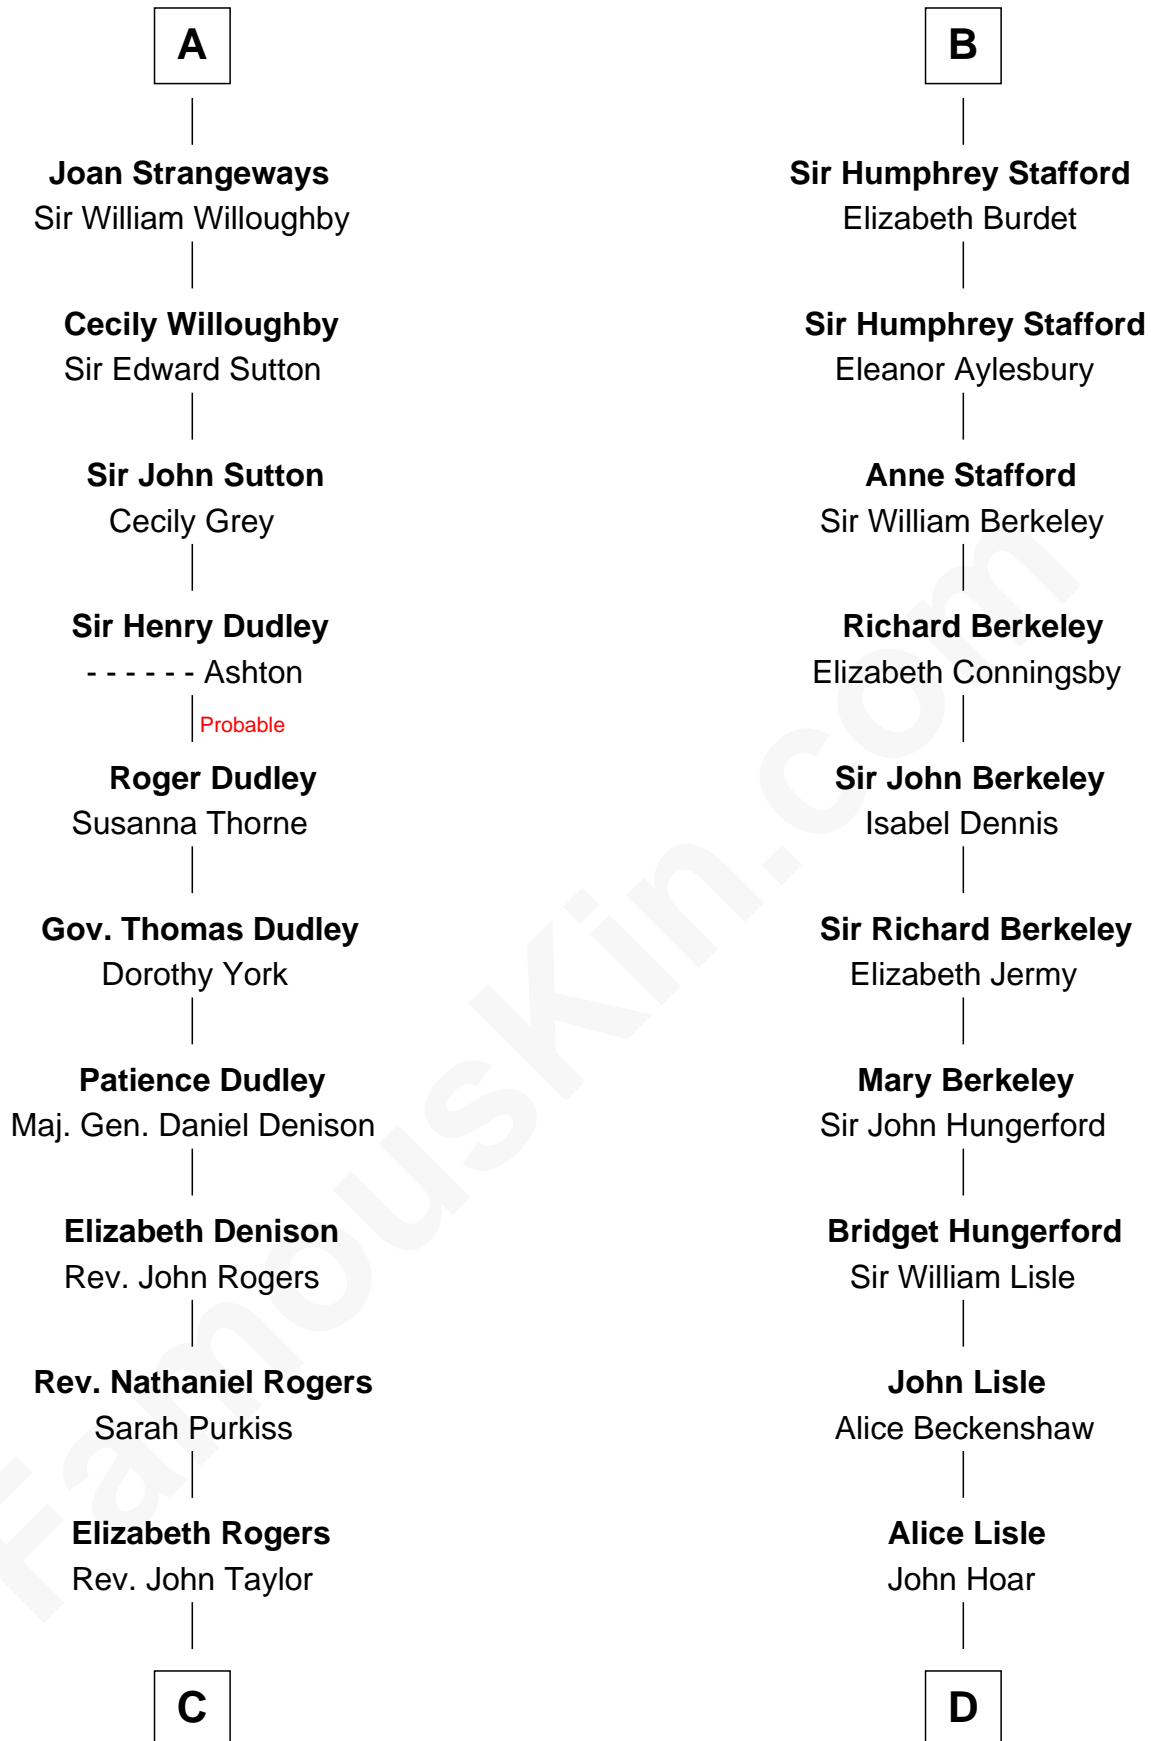 A
Joan Strangeways
Sir William Willoughby
Cecily Willoughby
Sir Edward Sutton
Sir John Sutton
Cecily Grey
Sir Henry Dudley
- - - - - - Ashton
Probable
Roger Dudley
Susanna Thorne
Gov. Thomas Dudley
Dorothy York
Patience Dudley
Maj. Gen. Daniel Denison
Elizabeth Denison
Rev. John Rogers
Rev. Nathaniel Rogers
Sarah Purkiss
Elizabeth Rogers
Rev. John Taylor
C
B
Sir Humphrey Stafford
Elizabeth Burdet
Sir Humphrey Stafford
Eleanor Aylesbury
Anne Stafford
Sir William Berkeley
Richard Berkeley
Elizabeth Conningsby
Sir John Berkeley
Isabel Dennis
Sir Richard Berkeley
Elizabeth Jermy
Mary Berkeley
Sir John Hungerford
Bridget Hungerford
Sir William Lisle
John Lisle
Alice Beckenshaw
Alice Lisle
John Hoar
D
FamousKin.com